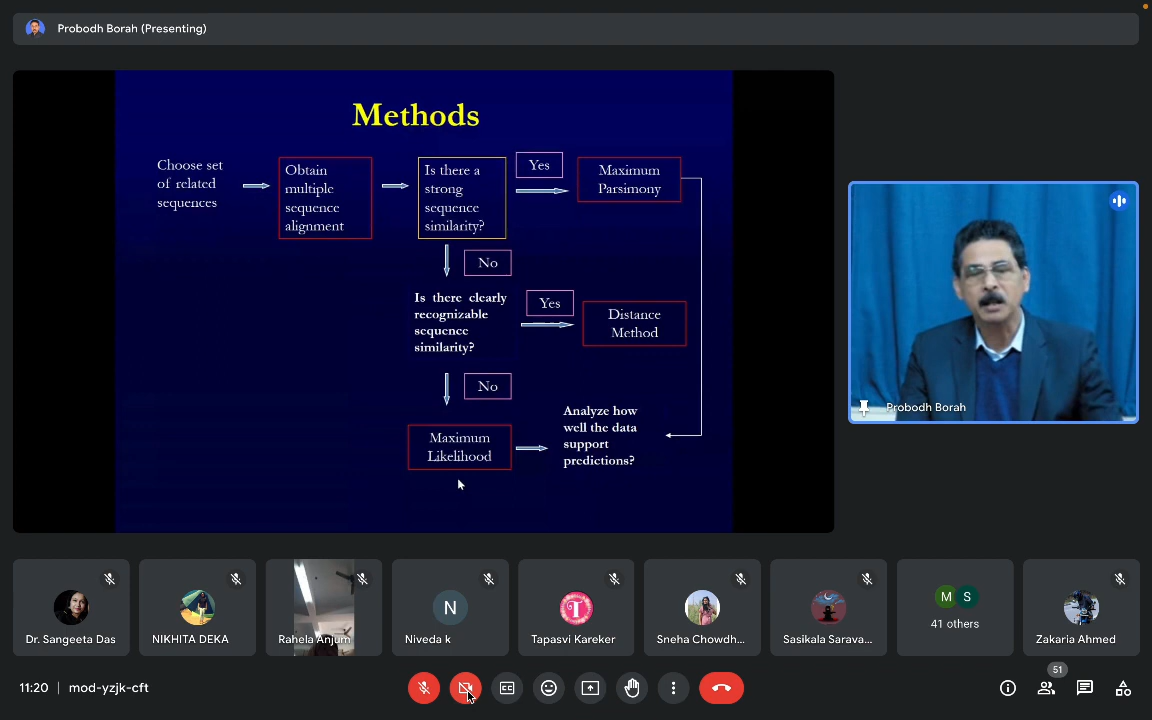 Probodh Borah (Presenting)
Methods
Choose set
of related
sequences
Obtain
multiple
sequence
alignment
Is there a
strong
sequence
similarity?
Yes
Maximum
Parsimony
No
Is there clearly
recognizable
sequence
similarity?
Yes
Distance
Method
No
Maximum
Likelihood
Analyze how
well the data
support
predictions?
Probodh Borah
Dr. Sangeeta Das
NIKHITA DEKA
Rahela Anjum
N
Niveda k
T
Tapasvi Kareker
Sneha Chowdh...
Sasikala Sarava...
M S
41 others
Zakaria Ahmed
11:20 | mod-yzjk-cft
CC
51